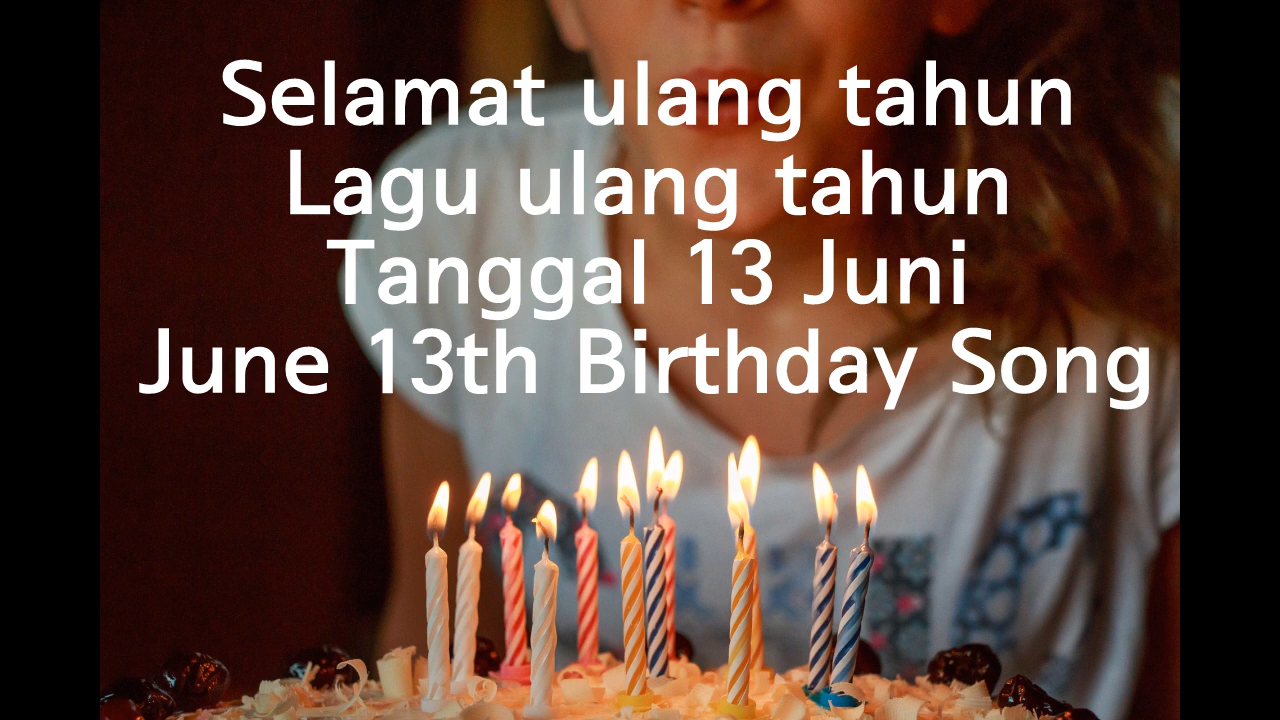 Selamat ulang tahun
Lagu ulang tahun
Tanggal 13 Juni
June 13th Birthday Song